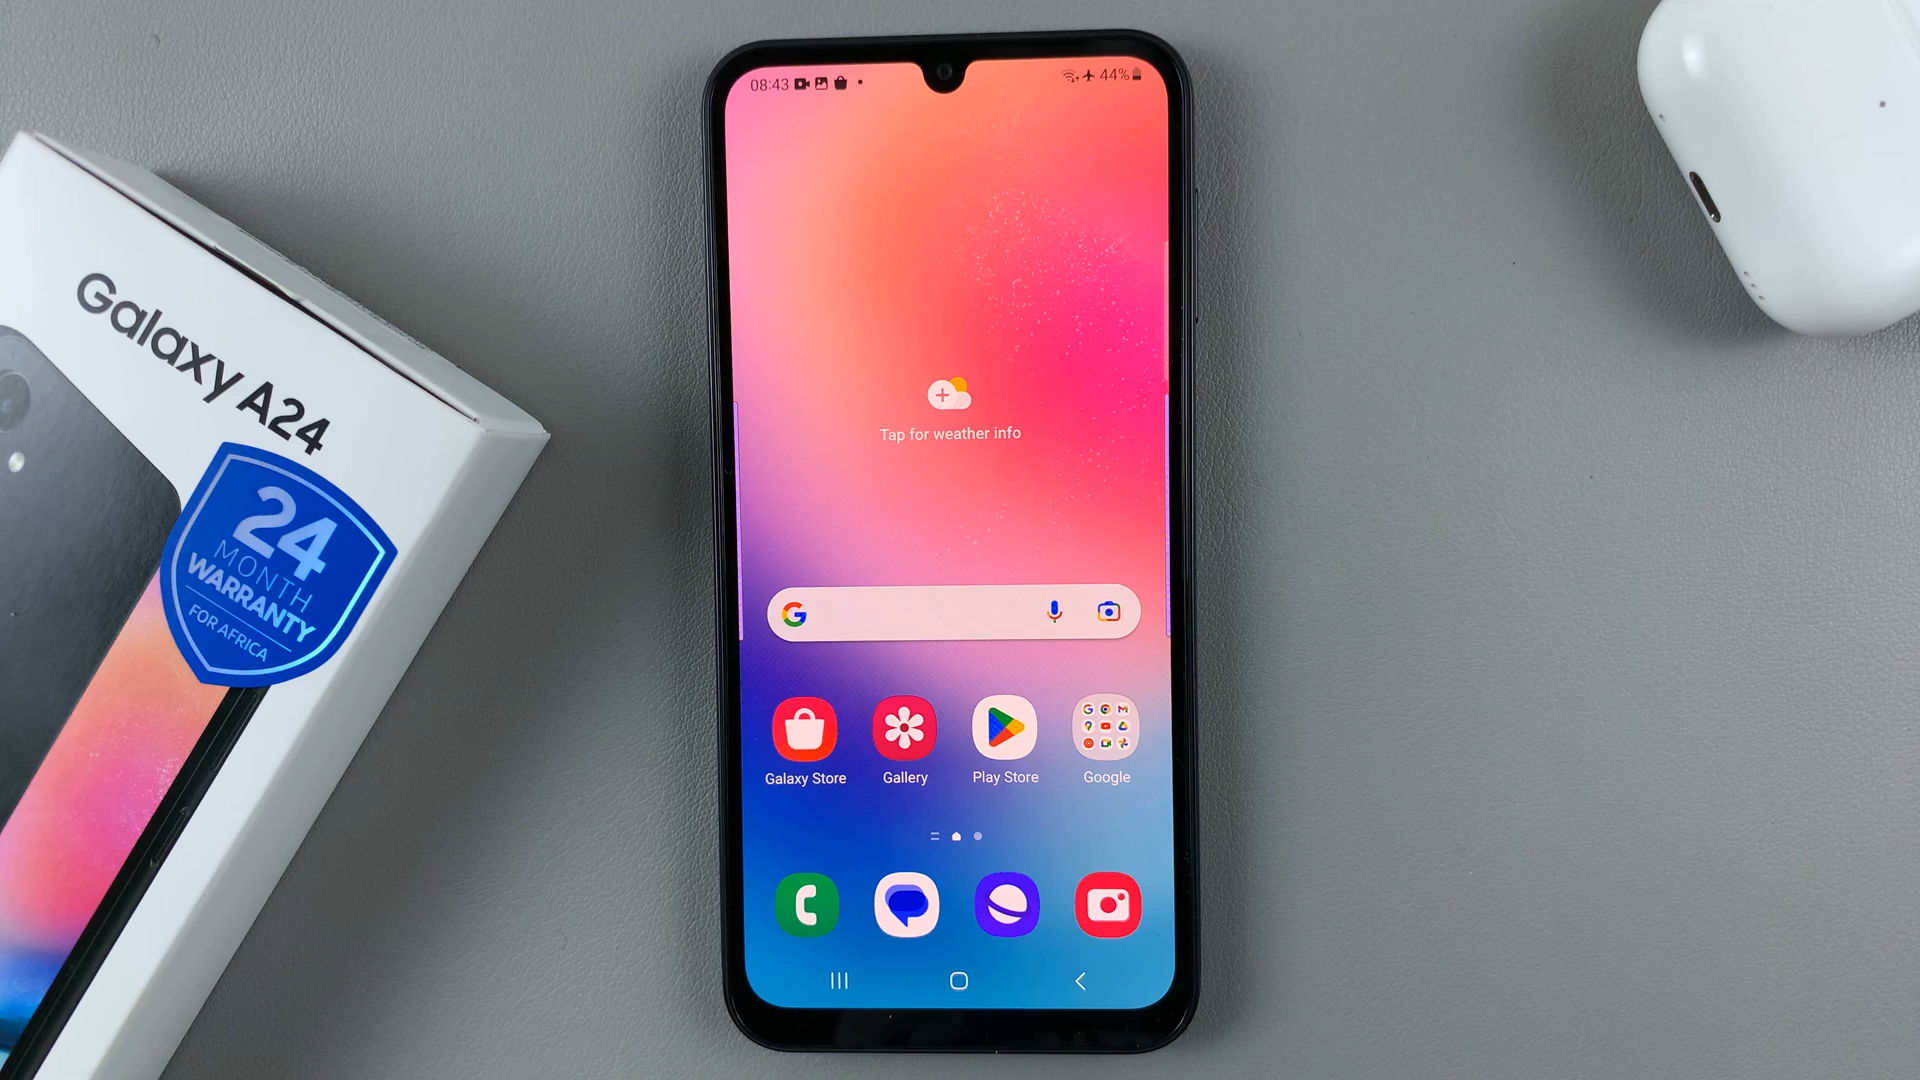 Galaxy A24
24
MONTH
WARRANTY
FOR AFRICA
08:43
44%
Tap for weather info
G
Galaxy Store
Gallery
Play Store
Google